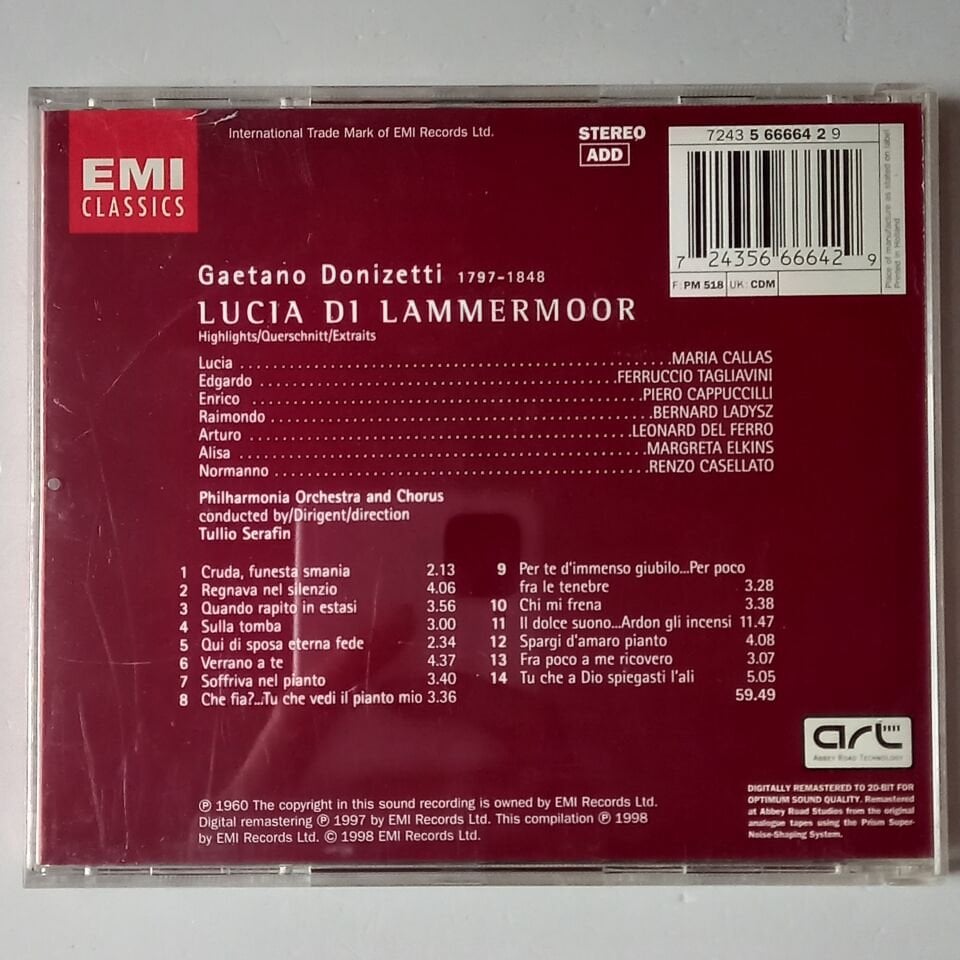 EMI
CLASSICS
International Trade Mark of EMI Records Ltd.
STEREO
ADD
7243 5 66664 2 9
7 24356 66642 9
F: PM 518 UK: CDM
Place of manufacture as stated on label
Printed in Holland
Gaetano Donizetti 1797-1848
LUCIA DI LAMMERMOOR
Highlights/Querschnitt/Extraits
Lucia MARIA CALLAS
Edgardo FERRUCCIO TAGLIAVINI
Enrico PIERO CAPPUCCILLI
Raimondo BERNARD LADYSZ
Arturo LEONARD DEL FERRO
Alisa MARGRETA ELKINS
Normanno RENZO CASELLATO
Philharmonia Orchestra and Chorus
conducted by/Dirigent/direction
Tullio Serafin
1 Cruda, funesta smania 2.13
2 Regnava nel silenzio 4.06
3 Quando rapito in estasi 3.56
4 Sulla tomba 3.00
5 Qui di sposa eterna fede 2.34
6 Verrano a te 4.37
7 Soffriva nel pianto 3.40
8 Che fia?...Tu che vedi il pianto mio 3.36
9 Per te d'immenso giubilo...Per poco
fra le tenebre 3.28
10 Chi mi frena 3.38
11 Il dolce suono...Ardon gli incensi 11.47
12 Spargi d'amaro pianto 4.08
13 Fra poco a me ricovero 3.07
14 Tu che a Dio spiegasti l'ali 5.05
59.49
art
ABBEY ROAD TECHNOLOGY
℗ 1960 The copyright in this sound recording is owned by EMI Records Ltd.
Digital remastering ℗ 1997 by EMI Records Ltd. This compilation ℗ 1998
by EMI Records Ltd. © 1998 EMI Records Ltd.
DIGITALLY REMASTERED TO 20-BIT FOR
OPTIMUM SOUND QUALITY. Remastered
at Abbey Road Studios from the original
analogue tapes using the Prism Super-
Noise-Shaping System.